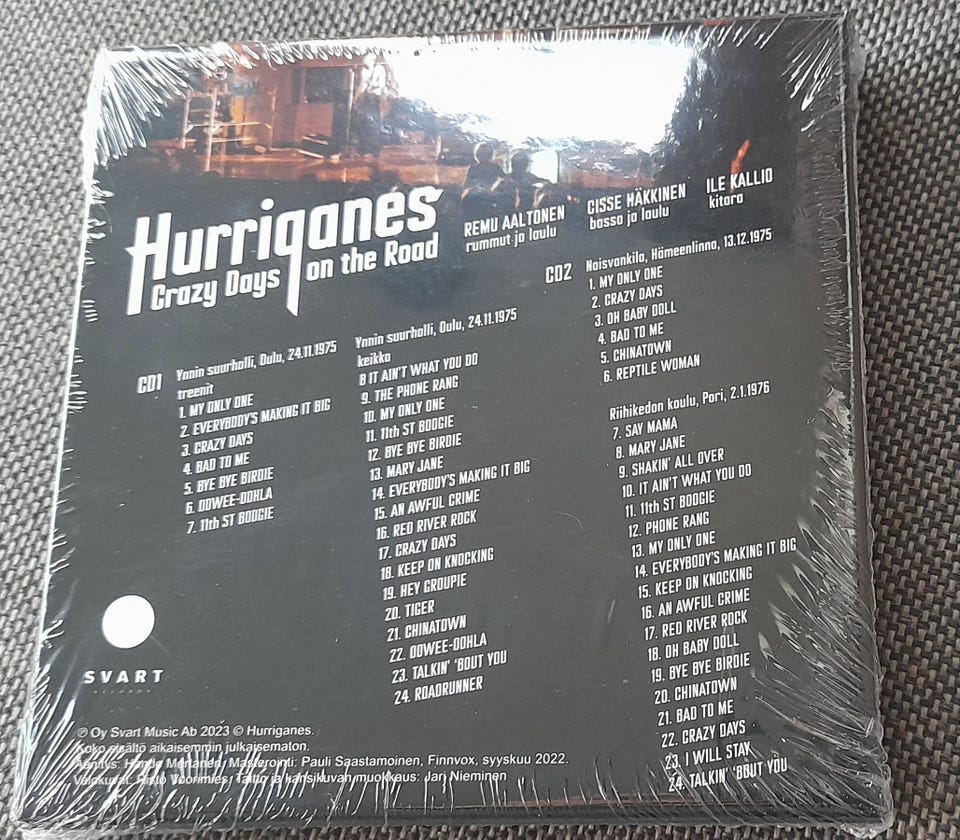 Hurriganes
Crazy Days on the Road
REMU AALTONEN
rummut ja laulu
CISSE HÄKKINEN
basso ja laulu
ILE KALLIO
kitara
CD1
Ynnin suurhalli, Oulu, 24.11.1975
treenit
1. MY ONLY ONE
2. EVERYBODY'S MAKING IT BIG
3. CRAZY DAYS
4. BAD TO ME
5. BYE BYE BIRDIE
6. OOWEE-OOHLA
7. 11th ST BOOGIE
Ynnin suurhalli, Oulu, 24.11.1975
keikka
8 IT AIN'T WHAT YOU DO
9. THE PHONE RANG
10. MY ONLY ONE
11. 11th ST BOOGIE
12. BYE BYE BIRDIE
13. MARY JANE
14. EVERYBODY'S MAKING IT BIG
15. AN AWFUL CRIME
16. RED RIVER ROCK
17. CRAZY DAYS
18. KEEP ON KNOCKING
19. HEY GROUPIE
20. TIGER
21. CHINATOWN
22. OOWEE-OOHLA
23. TALKIN' 'BOUT YOU
24. ROADRUNNER
CD2
Naisvankila, Hämeenlinna, 13.12.1975
1. MY ONLY ONE
2. CRAZY DAYS
3. OH BABY DOLL
4. BAD TO ME
5. CHINATOWN
6. REPTILE WOMAN
Riihikedon koulu, Pori, 2.1.1976
7. SAY MAMA
8. MARY JANE
9. SHAKIN' ALL OVER
10. IT AIN'T WHAT YOU DO
11. 11th ST BOOGIE
12. PHONE RANG
13. MY ONLY ONE
14. EVERYBODY'S MAKING IT BIG
15. KEEP ON KNOCKING
16. AN AWFUL CRIME
17. RED RIVER ROCK
18. OH BABY DOLL
19. BYE BYE BIRDIE
20. CHINATOWN
21. BAD TO ME
22. CRAZY DAYS
23. I WILL STAY
24. TALKIN' 'BOUT YOU
SVART
RECORDS
℗ Oy Svart Music Ab 2023 © Hurriganes.
Koko sisältö aikaisemmin julkaisematon.
Äänitys: Hende Mertanen, Masterointi: Pauli Saastamoinen, Finnvox, syyskuu 2022.
Valokuvat: Risto Vuorimies, Taitto ja kansikuvan muokkaus: Jari Nieminen